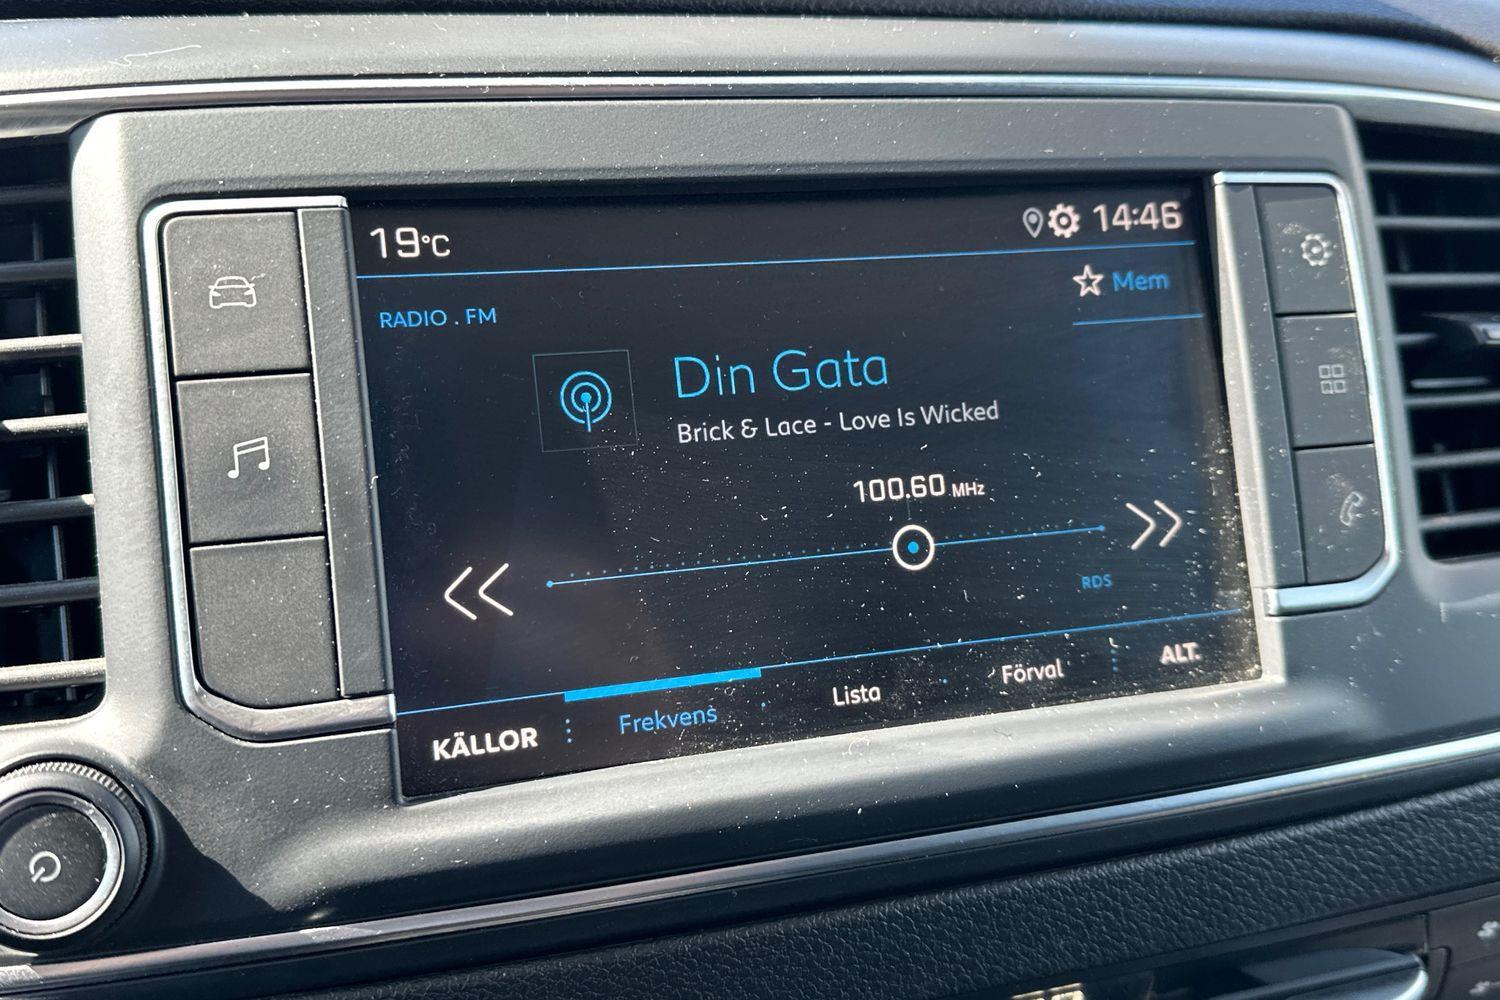 19°C
14:46
Mem
RADIO . FM
Din Gata
Brick & Lace - Love Is Wicked
100.60 MHz
RDS
KÄLLOR
Frekvens
Lista
Förval
ALT.